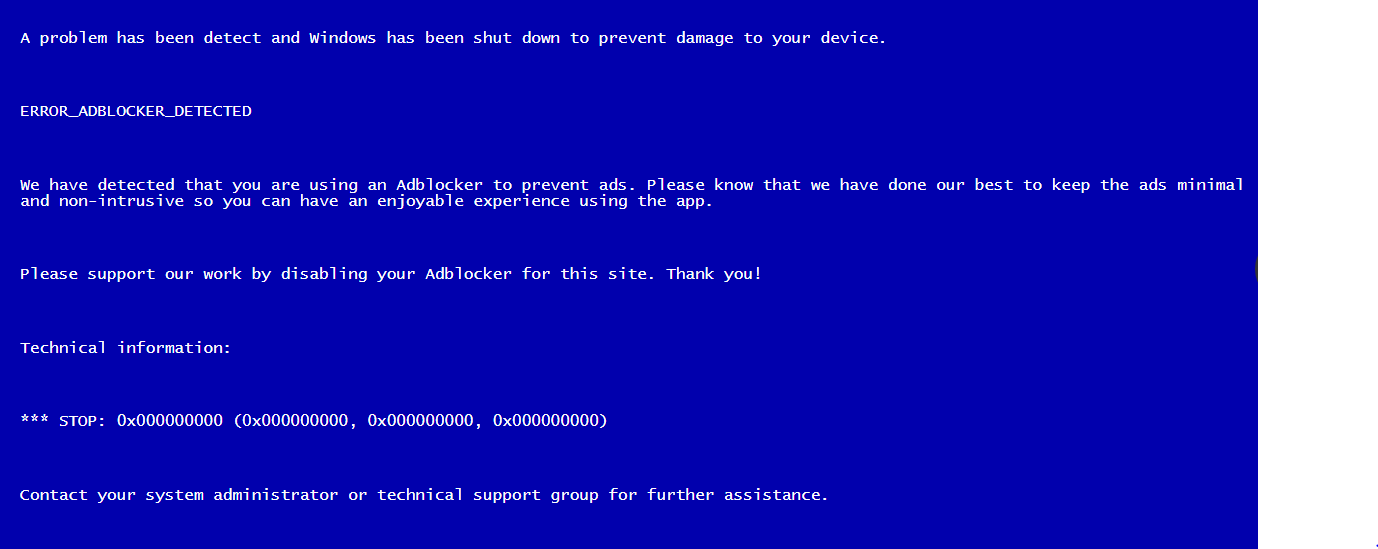 A problem has been detect and Windows has been shut down to prevent damage to your device.
ERROR_ADBLOCKER_DETECTED
We have detected that you are using an Adblocker to prevent ads. Please know that we have done our best to keep the ads minimal
and non-intrusive so you can have an enjoyable experience using the app.
Please support our work by disabling your Adblocker for this site. Thank you!
Technical information:
*** STOP: 0x000000000 (0x000000000, 0x000000000, 0x000000000)
Contact your system administrator or technical support group for further assistance.